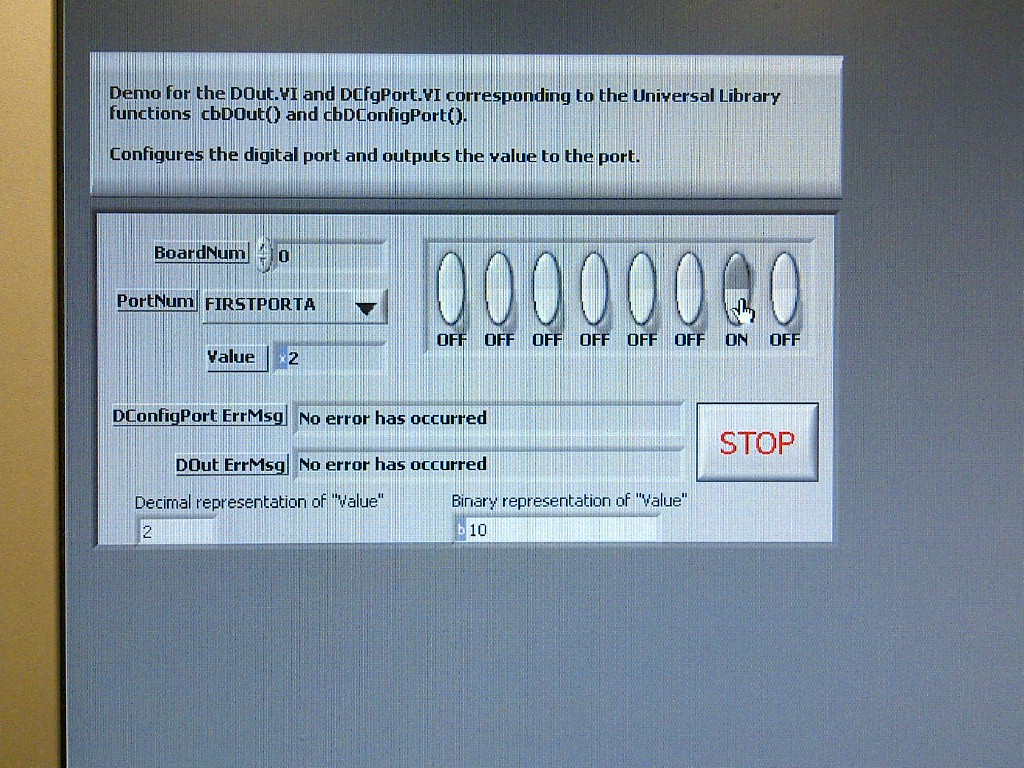 Demo for the DOut.VI and DCfgPort.VI corresponding to the Universal Library
functions cbDOut() and cbDConfigPort().
Configures the digital port and outputs the value to the port.
BoardNum 0
PortNum FIRSTPORTA
Value x2
OFF OFF OFF OFF OFF OFF ON OFF
DConfigPort ErrMsg No error has occurred
DOut ErrMsg No error has occurred
STOP
Decimal representation of "Value"
2
Binary representation of "Value"
b 10